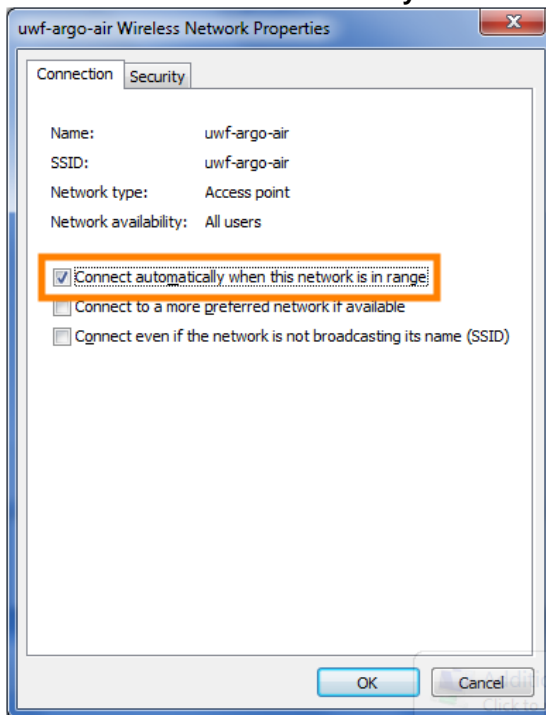 uwf-argo-air Wireless Network Properties
X
Connection Security
Name: uwf-argo-air
SSID: uwf-argo-air
Network type: Access point
Network availability: All users
Connect automatically when this network is in range
Connect to a more preferred network if available
Connect even if the network is not broadcasting its name (SSID)
OK Cancel
Click to